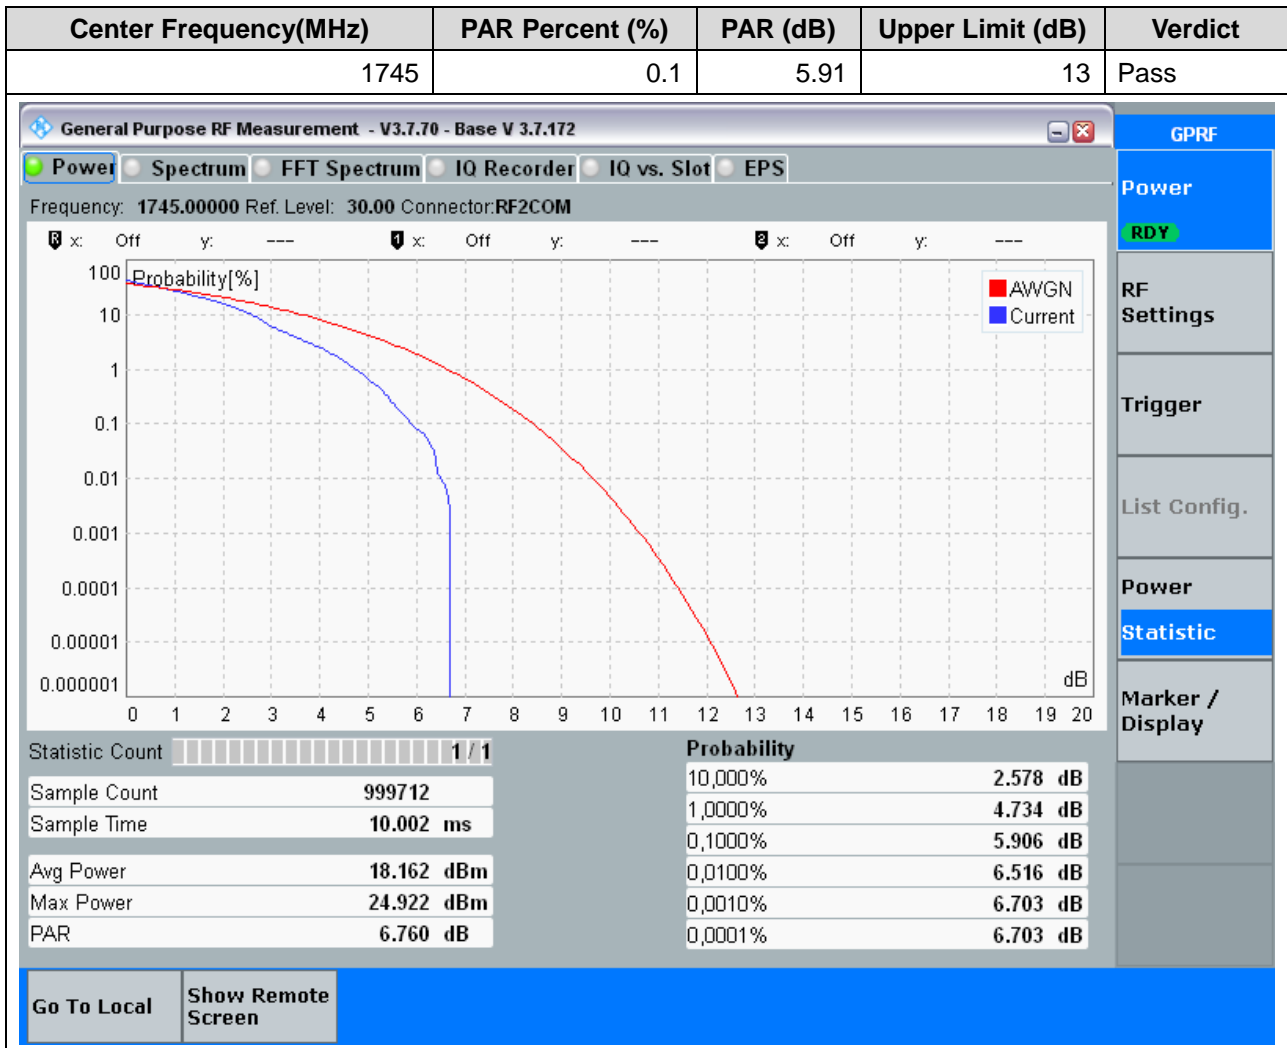 Center Frequency(MHz) PAR Percent (%) PAR (dB) Upper Limit (dB) Verdict
1745 0.1 5.91 13 Pass
General Purpose RF Measurement - V3.7.70 - Base V 3.7.172
GPRF
Power Spectrum FFT Spectrum IQ Recorder IQ vs. Slot EPS
Power
RDY
Frequency: 1745.00000 Ref. Level: 30.00 Connector:RF2COM
R x: Off y: --- 1 x: Off y: --- 2 x: Off y: ---
Probability[%]
AWGN
Current
100
10
1
0.1
0.01
0.001
0.0001
0.00001
0.000001
dB
0 1 2 3 4 5 6 7 8 9 10 11 12 13 14 15 16 17 18 19 20
RF
Settings
Trigger
List Config.
Power
Statistic
Marker /
Display
Statistic Count 1 / 1
Sample Count 999712
Sample Time 10.002 ms
Avg Power 18.162 dBm
Max Power 24.922 dBm
PAR 6.760 dB
Probability
10,000% 2.578 dB
1,0000% 4.734 dB
0,1000% 5.906 dB
0,0100% 6.516 dB
0,0010% 6.703 dB
0,0001% 6.703 dB
Go To Local
Show Remote
Screen